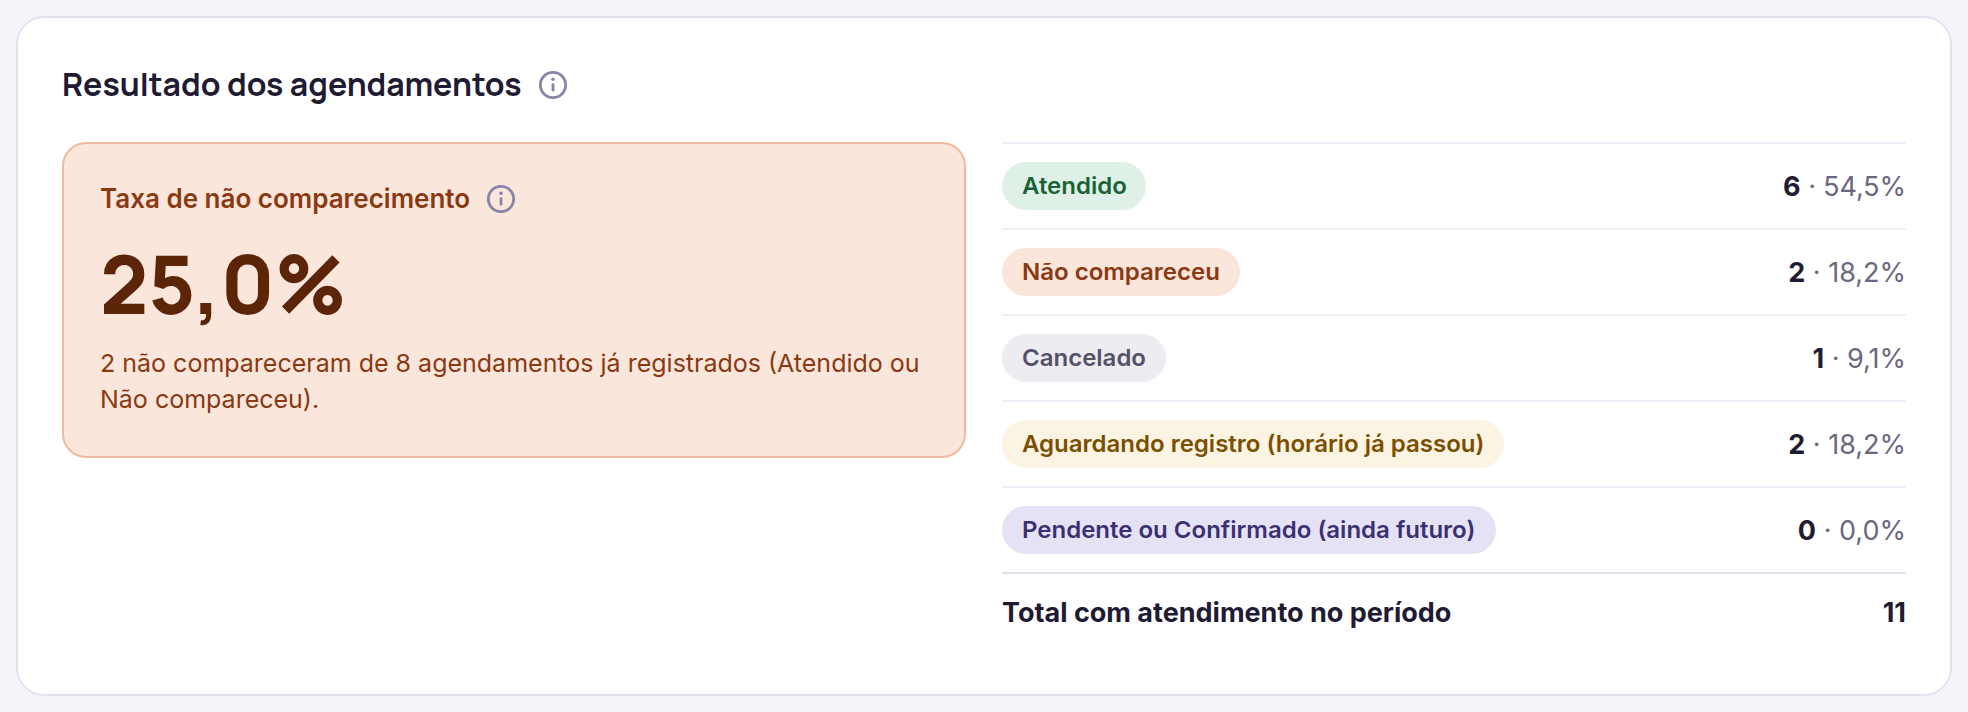 Resultado dos agendamentos
Taxa de não comparecimento
25,0%
2 não compareceram de 8 agendamentos já registrados (Atendido ou
Não compareceu).
Atendido 6 · 54,5%
Não compareceu 2 · 18,2%
Cancelado 1 · 9,1%
Aguardando registro (horário já passou) 2 · 18,2%
Pendente ou Confirmado (ainda futuro) 0 · 0,0%
Total com atendimento no período 11